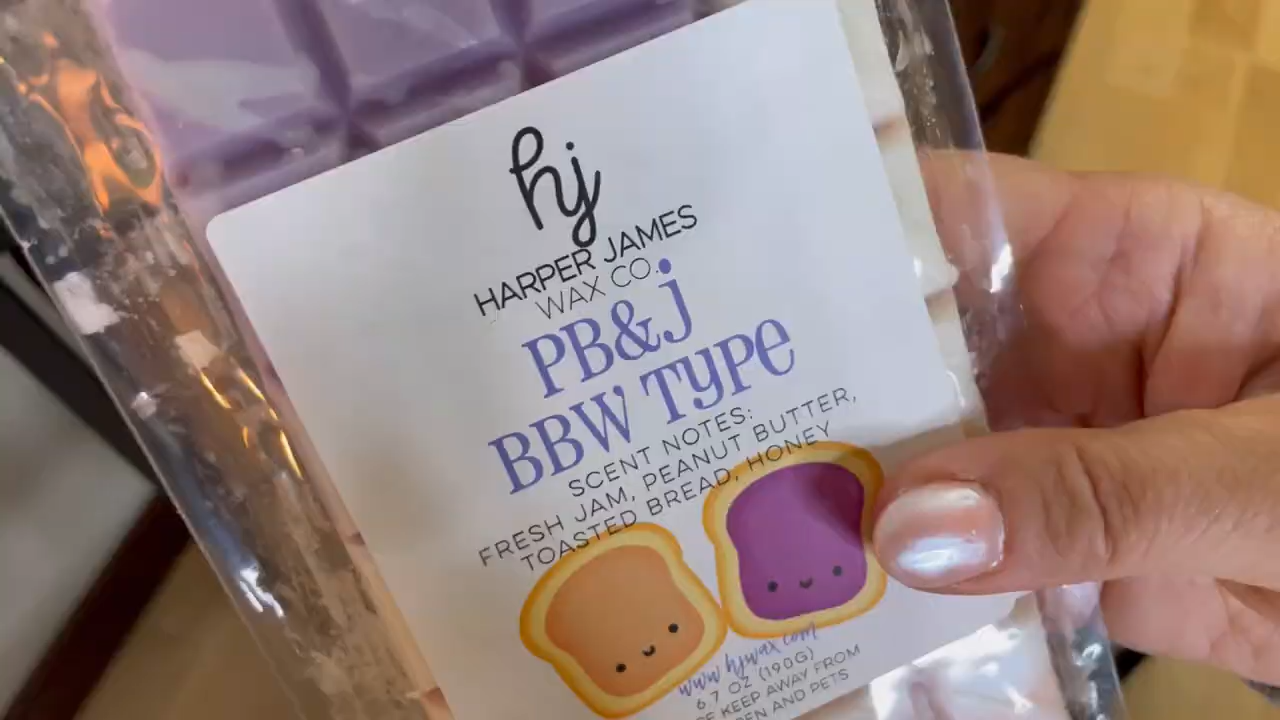 hj
HARPER JAMES
WAX CO.
PB&J
BBW TYPE
SCENT NOTES:
FRESH JAM, PEANUT BUTTER,
TOASTED BREAD, HONEY
www.hjwax.com
6.7 OZ (190G)
KEEP AWAY FROM
AND PETS